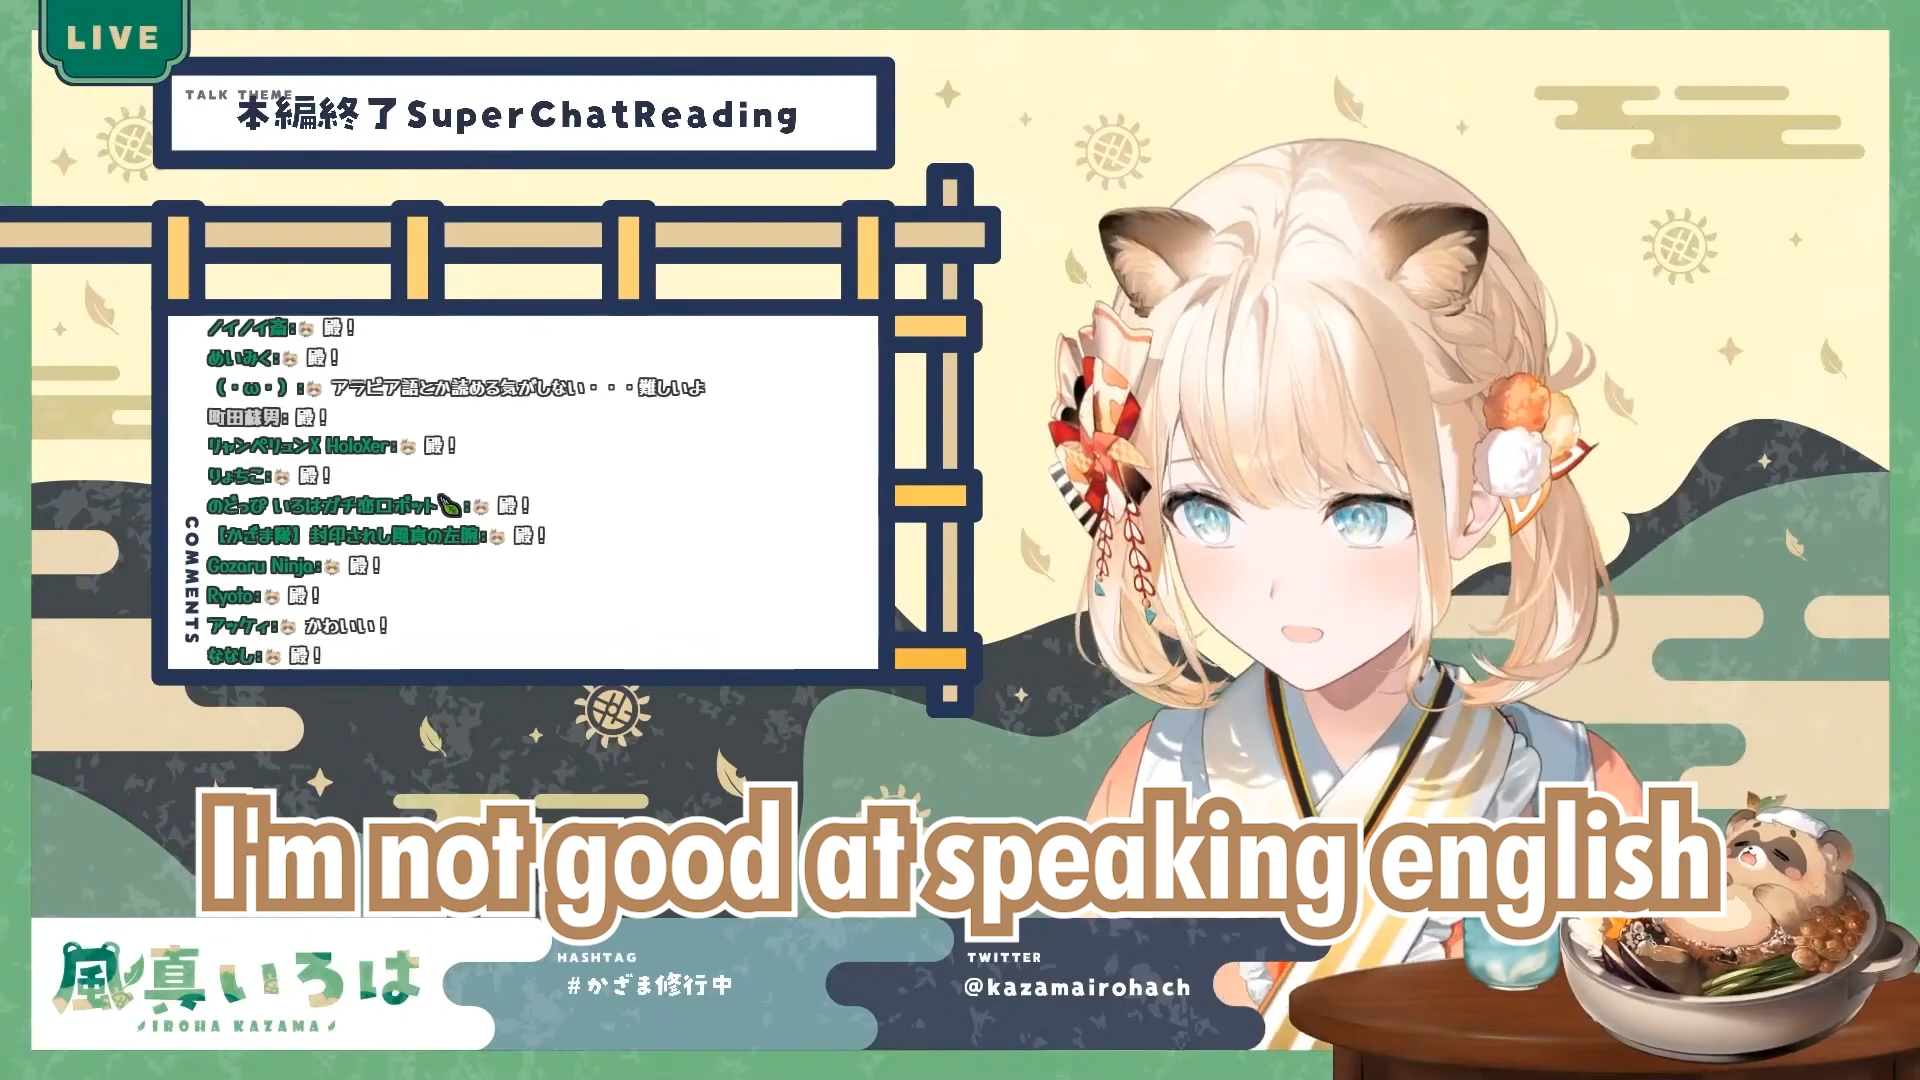 LIVE
TALK THEME
本編終了SuperChatReading
ノイノイ斎: 殿！
めいみく: 殿！
(・ω・): アラビア語とか読める気がしない・・・難しいよ
町田蘇男: 殿！
リャンペリュンX HoloXer: 殿！
りょちこ: 殿！
のどっぴ いろはガチ恋ロボット: 殿！
【かざま隊】封印されし風真の左腕: 殿！
Gozaru Ninja: 殿！
Ryoto: 殿！
アッケィ: かわいい！
ななし: 殿！
COMMENTS
I'm not good at speaking english
風真いろは
IROHA KAZAMA
HASHTAG
#かざま修行中
TWITTER
@kazamairohach